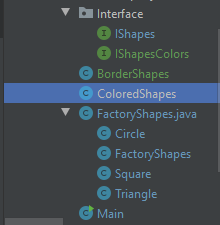 Interface
IShapes
IShapesColors
BorderShapes
ColoredShapes
FactoryShapes.java
Circle
FactoryShapes
Square
Triangle
Main